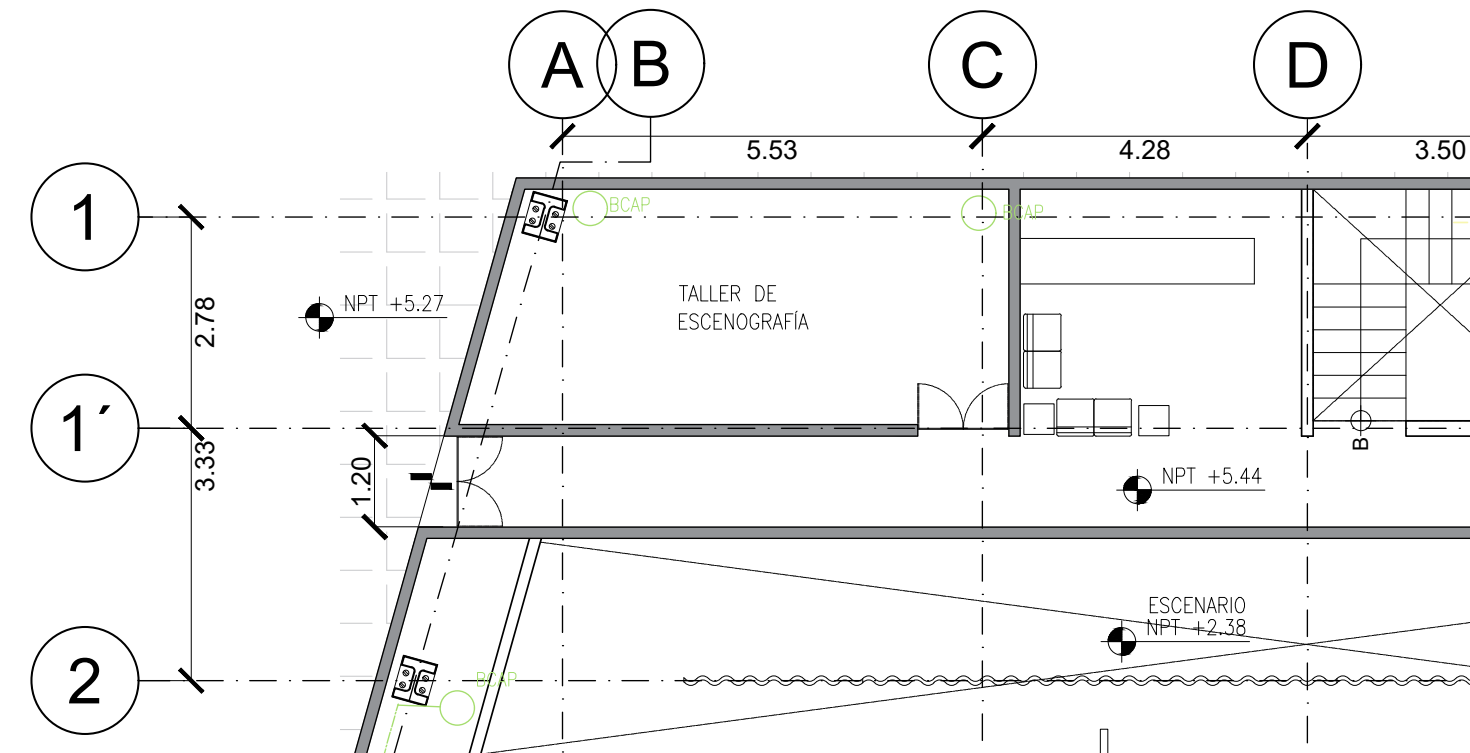 A B C D
5.53 4.28 3.50
1
BCAP BCAP
2.78
NPT +5.27
TALLER DE
ESCENOGRAFÍA
1´
B
3.33
1.20
NPT +5.44
ESCENARIO
NPT +2.38
2
BCAP